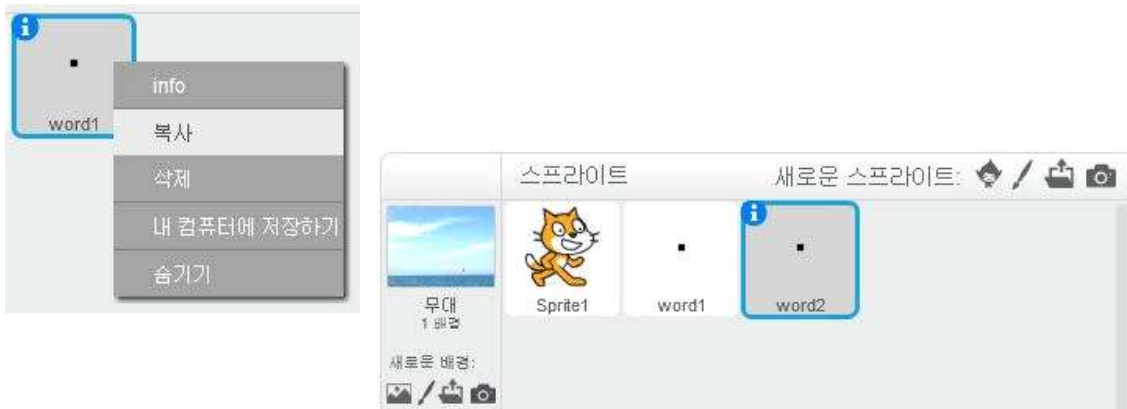 word1
info
복사
삭제
내 컴퓨터에 저장하기
숨기기
스프라이트
새로운 스프라이트:
Sprite1
word1
word2
무대
1 배경
새로운 배경: